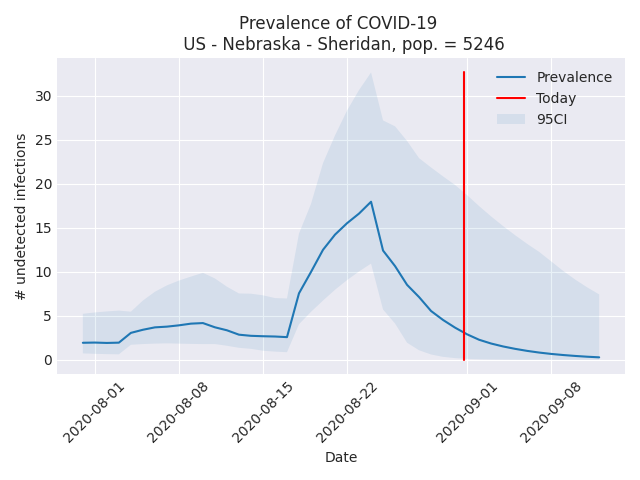 Prevalence of COVID-19
US - Nebraska - Sheridan, pop. = 5246
Prevalence
Today
95CI
# undetected infections
30
25
20
15
10
5
0
2020-08-01
2020-08-08
2020-08-15
2020-08-22
2020-09-01
2020-09-08
Date